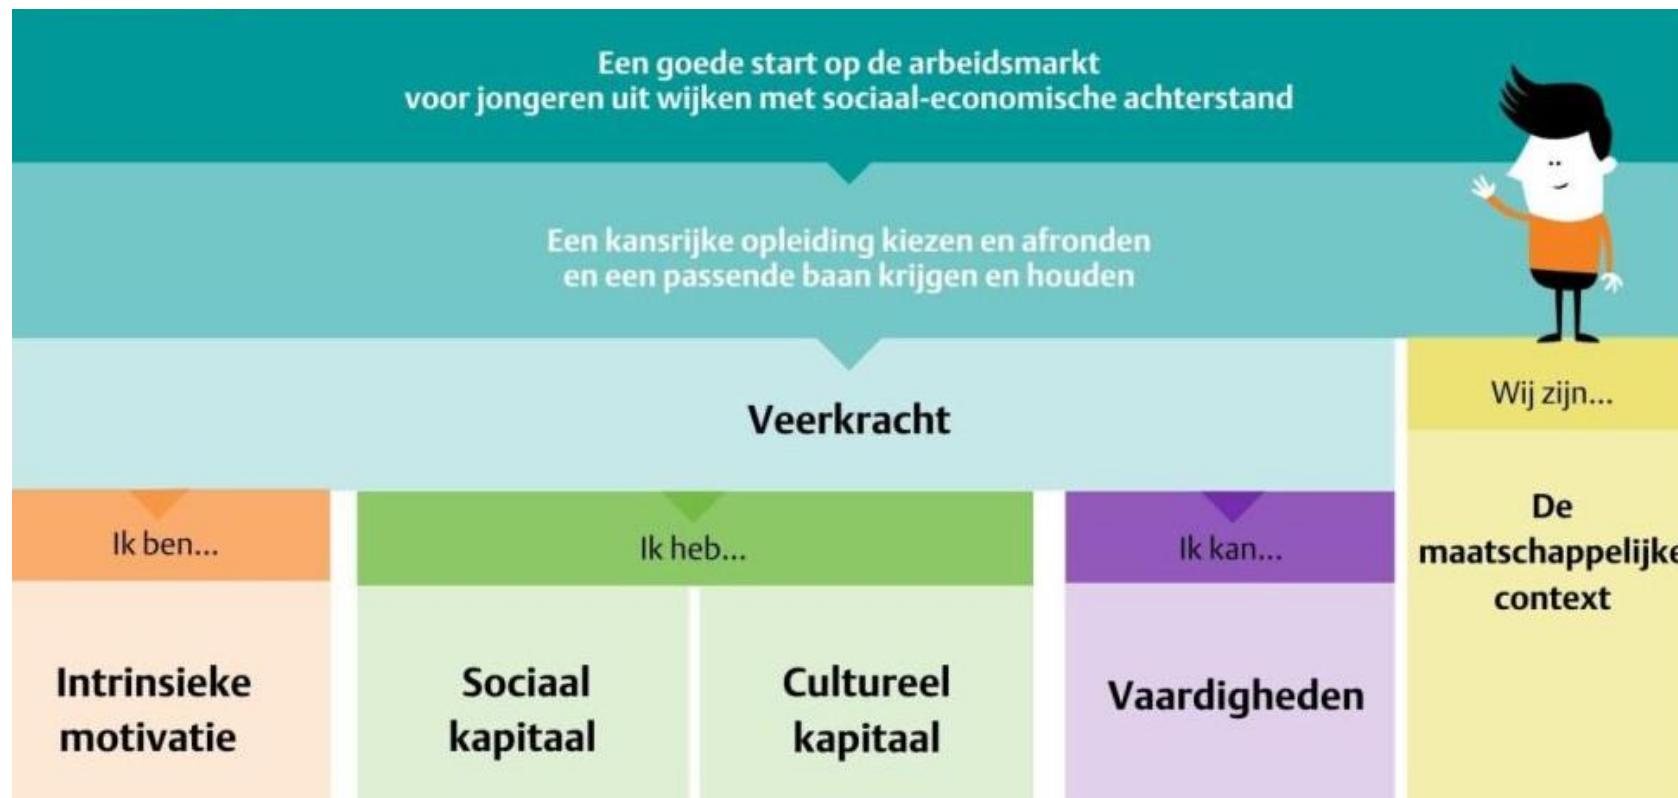 Een goede start op de arbeidsmarkt
voor jongeren uit wijken met sociaal-economische achterstand
Een kansrijke opleiding kiezen en afronden
en een passende baan krijgen en houden
Veerkracht
Ik ben...
Intrinsieke
motivatie
Ik heb...
Sociaal
kapitaal
Cultureel
kapitaal
Ik kan...
Vaardigheden
Wij zijn...
De
maatschappelijke
context